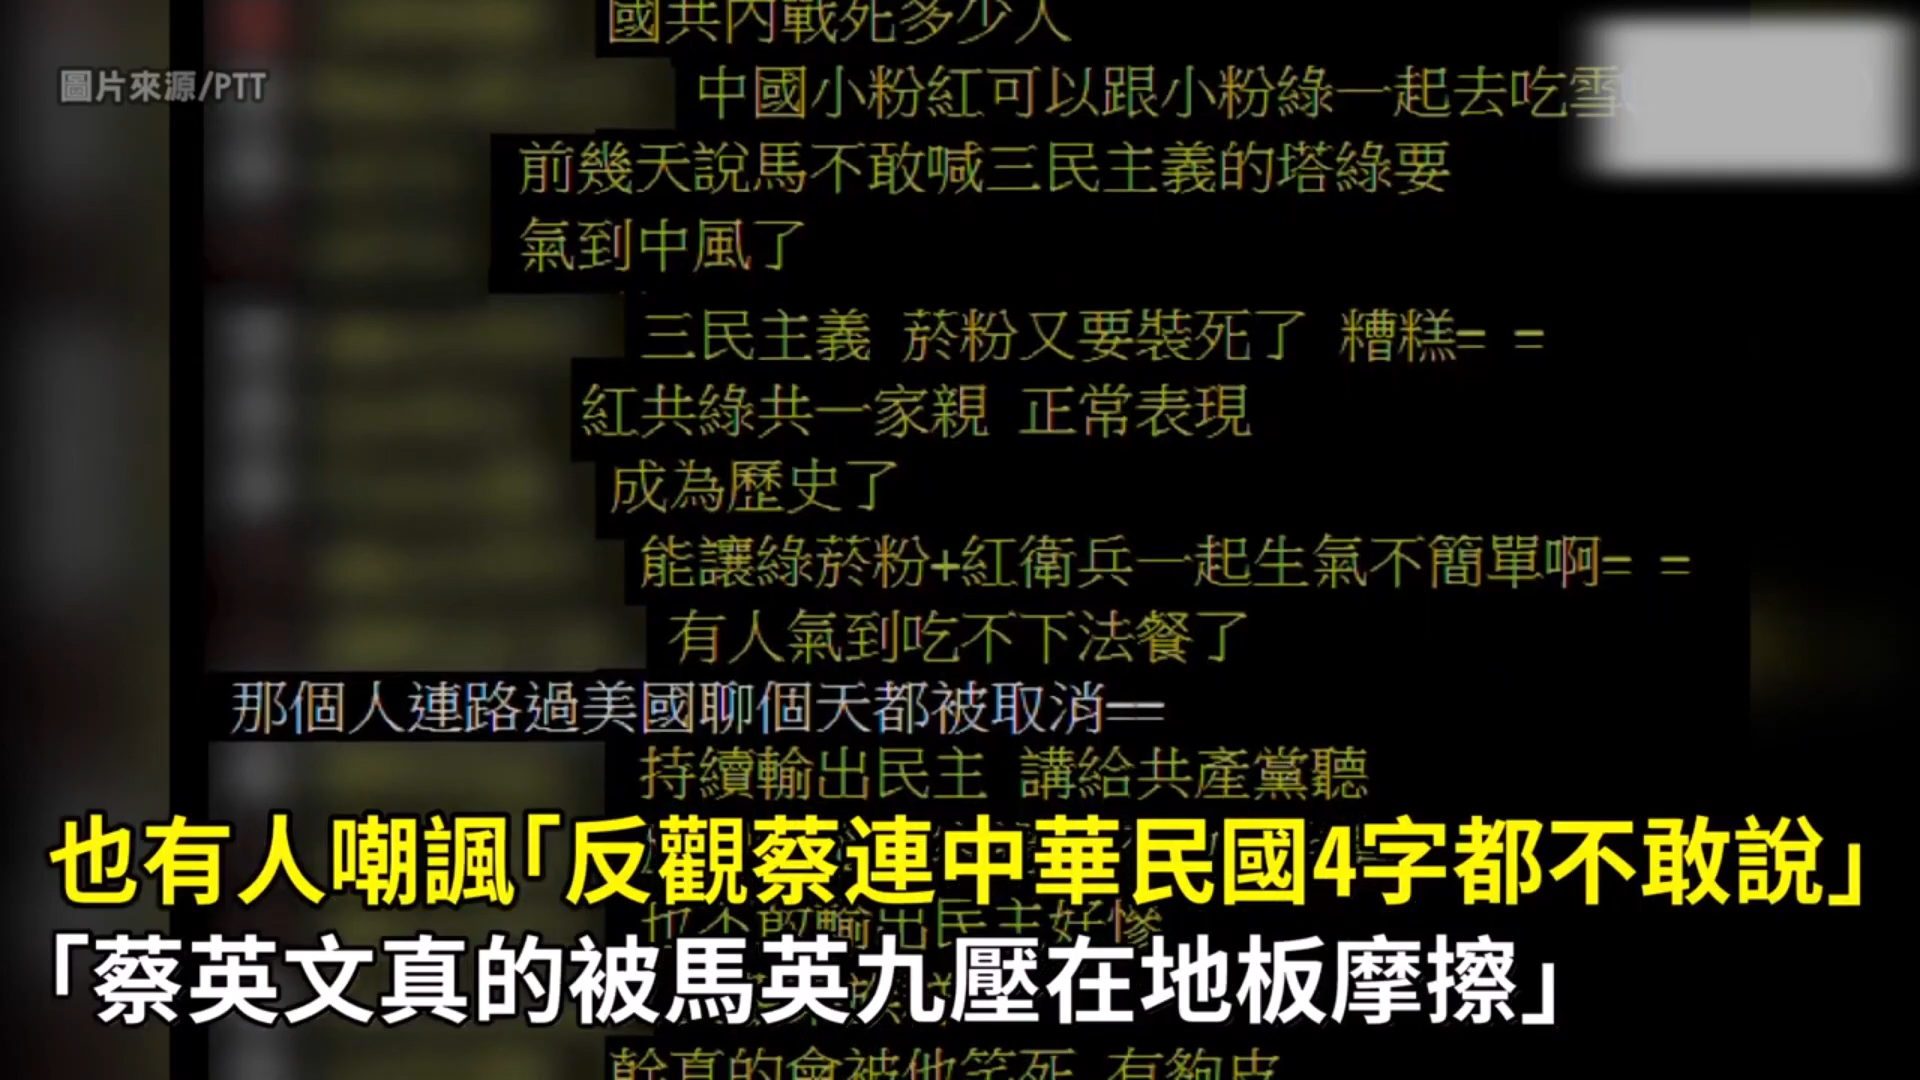 國共內戰死多少人
圖片來源/PTT
中國小粉紅可以跟小粉綠一起去吃雪
前幾天說馬不敢喊三民主義的塔綠要
氣到中風了
三民主義 菸粉又要裝死了 糟糕= =
紅共綠共一家親 正常表現
成為歷史了
能讓綠菸粉+紅衛兵一起生氣不簡單啊= =
有人氣到吃不下法餐了
那個人連路過美國聊個天都被取消==
持續輸出民主 講給共產黨聽
也有人嘲諷「反觀蔡連中華民國4字都不敢說」
「蔡英文真的被馬英九壓在地板摩擦」